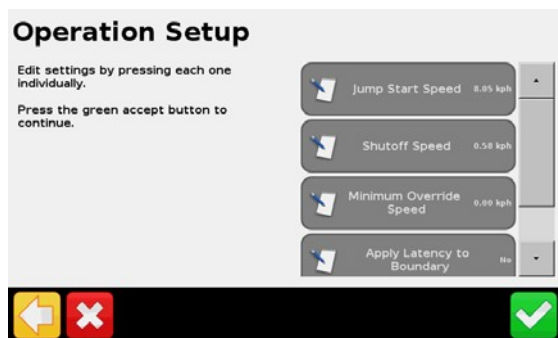 Operation Setup
Edit settings by pressing each one
individually.
Press the green accept button to
continue.
Jump Start Speed 8.05 kph
Shutoff Speed 0.58 kph
Minimum Override
Speed 0.00 kph
Apply Latency to
Boundary No